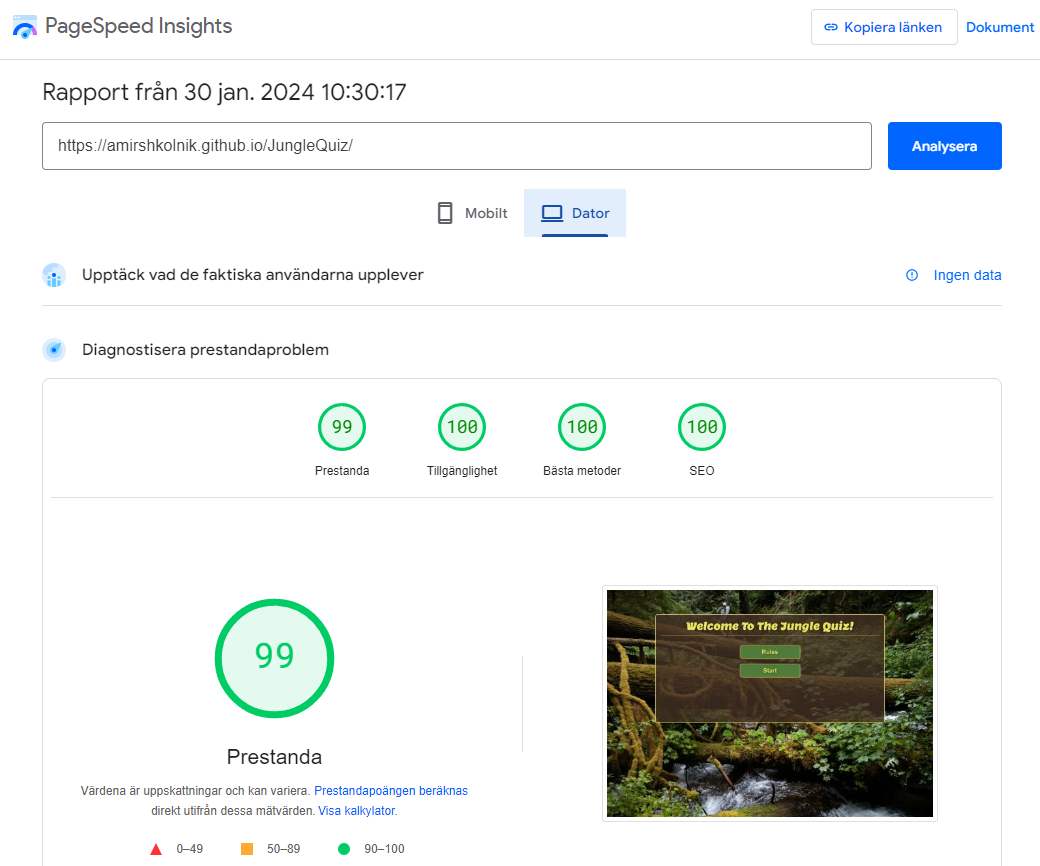 PageSpeed Insights
Kopiera länken
Dokument
Rapport från 30 jan. 2024 10:30:17
https://amirshkolnik.github.io/JungleQuiz/
Analysera
Mobilt
Dator
Upptäck vad de faktiska användarna upplever
Ingen data
Diagnostisera prestandaproblem
99
100
100
100
Prestanda
Tillgänglighet
Bästa metoder
SEO
99
Prestanda
Värdena är uppskattningar och kan variera. Prestandapoängen beräknas
direkt utifrån dessa mätvärden. Visa kalkylator.
0–49
50–89
90–100
Welcome To The Jungle Quiz!
Rules
Start